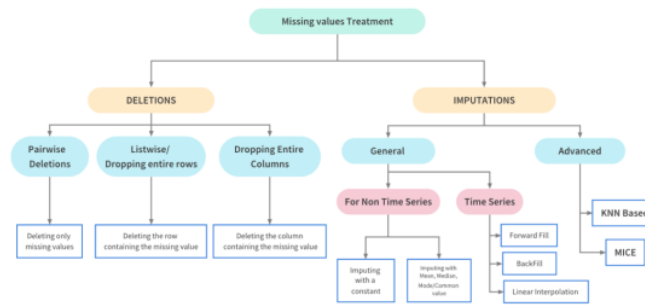 Missing values Treatment
DELETIONS
IMPUTATIONS
Pairwise
Deletions
Listwise/
Dropping entire rows
Dropping Entire
Columns
General
Advanced
For Non Time Series
Time Series
KNN Based
Deleting only
missing values
Deleting the row
containing the missing value
Deleting the column
containing the missing value
Forward Fill
MICE
Imputing
with a
constant
Imputing with
Mean, Median,
Mode/Common
value
BackFill
Linear Interpolation